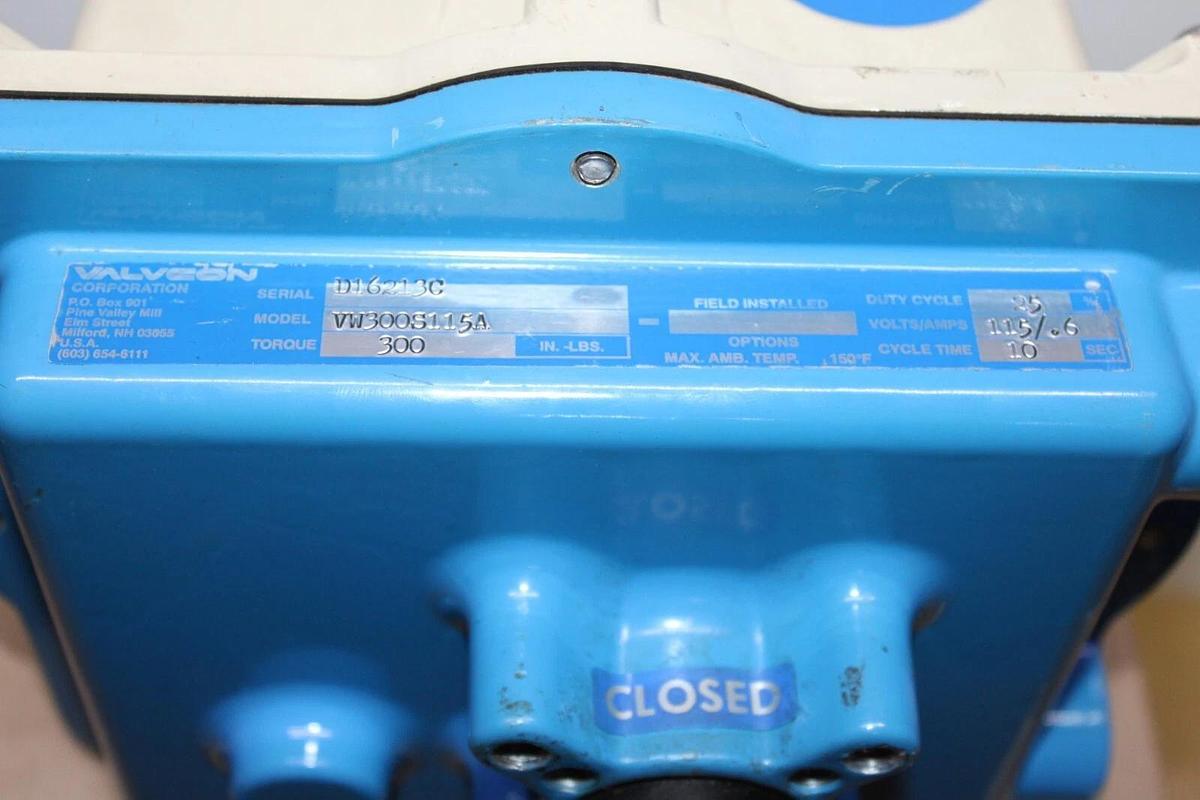 VALVCON
CORPORATION
P.O. Box 901
Pine Valley Mill
Elm Street
Milford, NH 03055
U.S.A.
(603) 654-6111
SERIAL D16213C
MODEL VW300S115A -
TORQUE 300 IN. -LBS.
FIELD INSTALLED
OPTIONS
MAX. AMB. TEMP. 150°F
DUTY CYCLE 25 %
VOLTS/AMPS 115/.6
CYCLE TIME 10 SEC
CLOSED